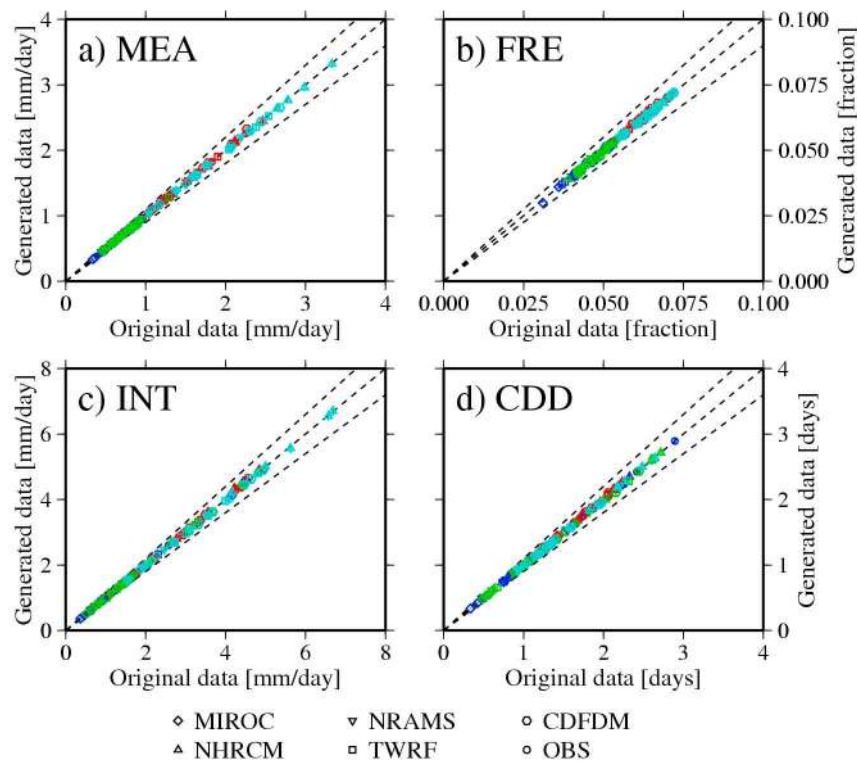 a) MEA
Generated data [mm/day]
4
3
2
1
0
0 1 2 3 4
Original data [mm/day]
b) FRE
0.100
0.075
0.050
0.025
0.000
Generated data [fraction]
0.000 0.025 0.050 0.075 0.100
Original data [fraction]
c) INT
Generated data [mm/day]
8
6
4
2
0
0 2 4 6 8
Original data [mm/day]
d) CDD
4
3
2
1
0
Generated data [days]
0 1 2 3 4
Original data [days]
MIROC NRAMS CDFDM
NHRCM TWRF OBS